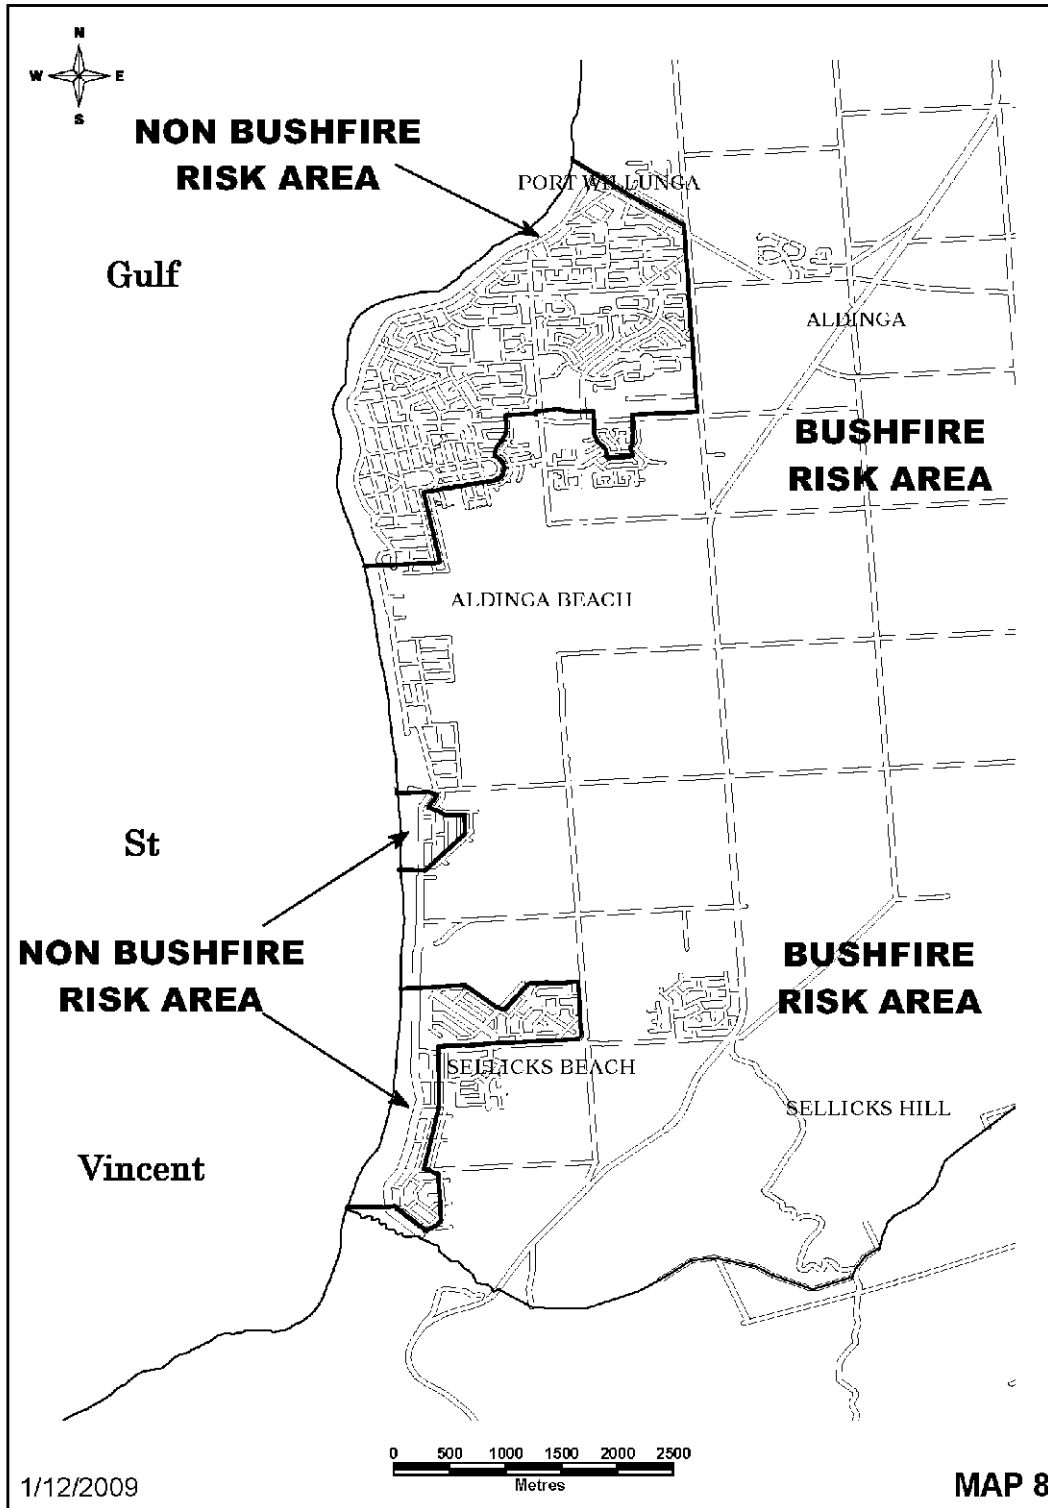 N
W E
S
NON BUSHFIRE
RISK AREA
PORT WILLUNGA
Gulf
ALDINGA
BUSHFIRE
RISK AREA
ALDINGA BEACH
St
NON BUSHFIRE
RISK AREA
BUSHFIRE
RISK AREA
SELLICKS BEACH
SELLICKS HILL
Vincent
0 500 1000 1500 2000 2500
Metres
1/12/2009
MAP 8